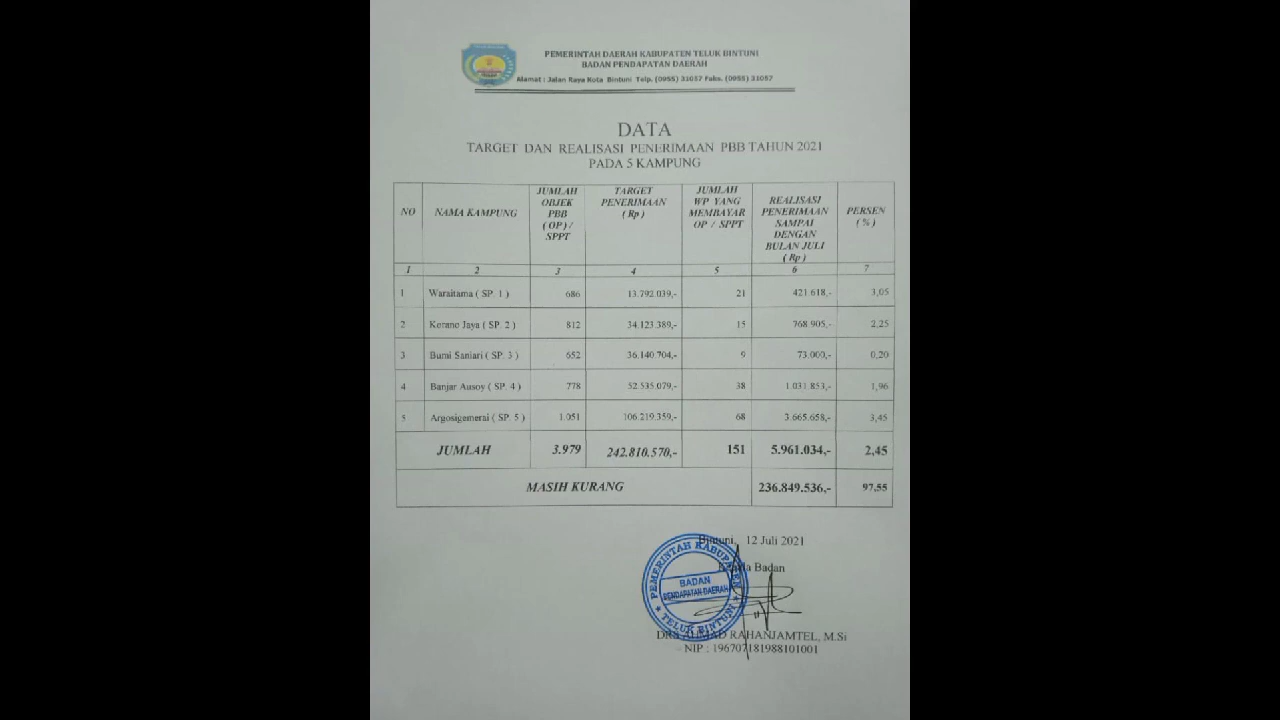 PEMERINTAH DAERAH KABUPATEN TELUK BINTUNI
BADAN PENDAPATAN DAERAH
Alamat : Jalan Raya Kota Bintuni Telp. (0955) 31057 Faks. (0955) 31057
DATA
TARGET DAN REALISASI PENERIMAAN PBB TAHUN 2021
PADA 5 KAMPUNG
NO NAMA KAMPUNG JUMLAH OBJEK PBB ( OP ) / SPPT TARGET PENERIMAAN ( Rp ) JUMLAH WP YANG MEMBAYAR OP / SPPT REALISASI PENERIMAAN SAMPAI DENGAN BULAN JULI ( Rp ) PERSEN ( % )
1 2 3 4 5 6 7
1 Waraitama ( SP. 1 ) 686 13.792.039,- 21 421.618,- 3,05
2 Korano Jaya ( SP. 2 ) 812 34.123.389,- 15 768.905,- 2,25
3 Bumi Saniari ( SP. 3 ) 652 36.140.704,- 9 73.000,- 0,20
4 Banjar Ausoy ( SP. 4 ) 778 52.535.079,- 38 1.031.853,- 1,96
5 Argosigemerai ( SP. 5 ) 1.051 106.219.359,- 68 3.665.658,- 3,45
JUMLAH 3.979 242.810.570,- 151 5.961.034,- 2,45
MASIH KURANG 236.849.536,- 97,55
Bintuni, 12 Juli 2021
Kepala Badan
PEMERINTAH KABUPATEN
BADAN
PENDAPATAN DAERAH
TELUK BINTUNI
DRS AHMAD RAHANJAMTEL, M.Si
NIP : 196707181988101001